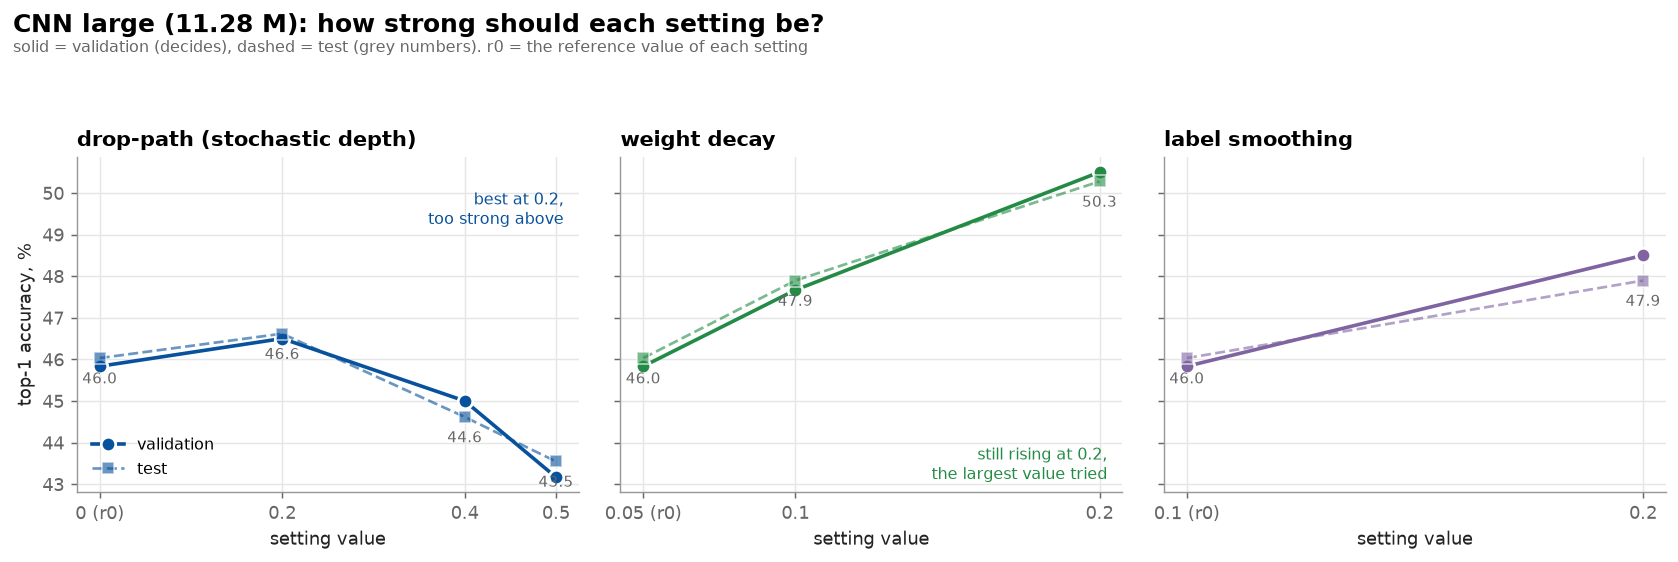 CNN large (11.28 M): how strong should each setting be?
solid = validation (decides), dashed = test (grey numbers). r0 = the reference value of each setting
drop-path (stochastic depth)
best at 0.2,
too strong above
46.0
46.6
44.6
43.5
validation
test
50
49
48
47
46
45
44
43
top-1 accuracy, %
0 (r0)
0.2
0.4
0.5
setting value
weight decay
46.0
47.9
50.3
still rising at 0.2,
the largest value tried
0.05 (r0)
0.1
0.2
setting value
label smoothing
46.0
47.9
0.1 (r0)
0.2
setting value